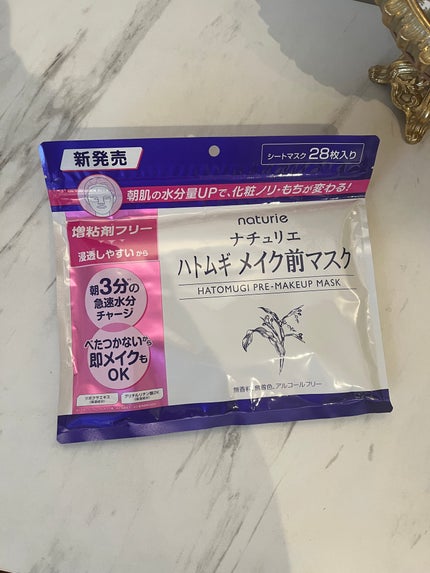 新発売
シートマスク 28枚入り
朝肌の水分量UPで、化粧ノリ・もちが変わる!
増粘剤フリー
浸透しやすいから
朝3分の
急速水分
チャージ
べたつかないから
即メイクも
OK
naturie
ナチュリエ
ハトムギ メイク前マスク
HATOMUGI PRE-MAKEUP MASK
無香料、無着色、アルコールフリー